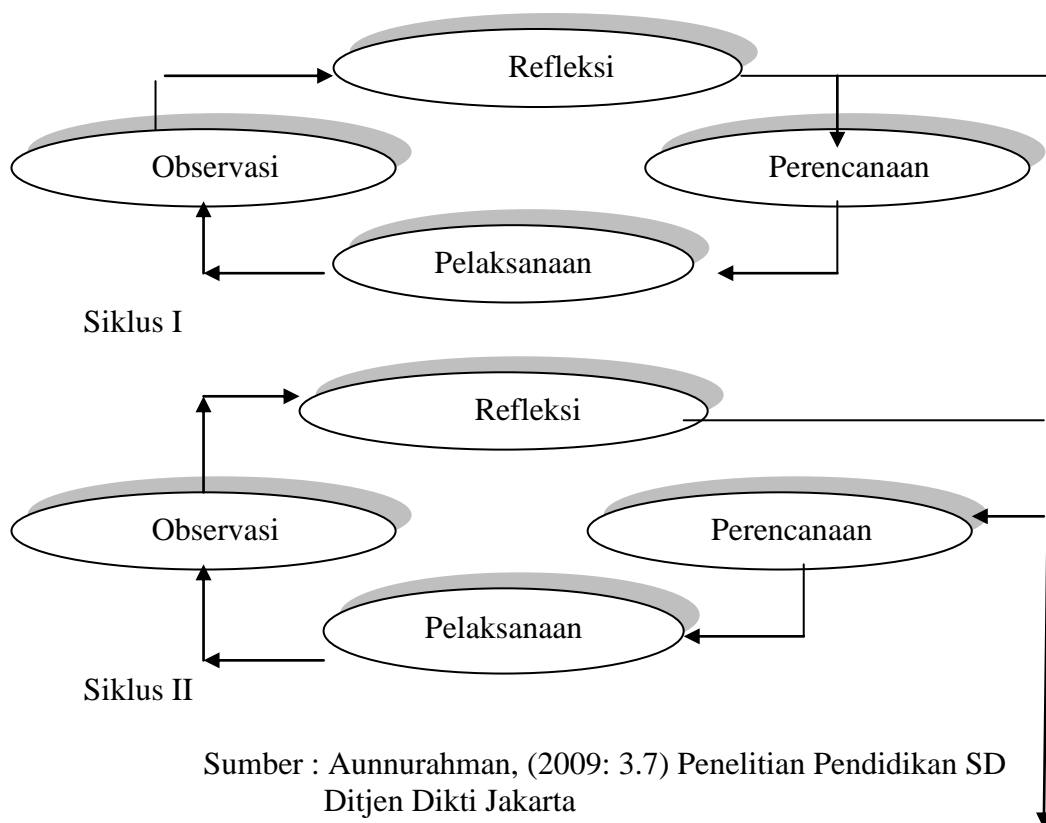 Refleksi
Observasi
Perencanaan
Pelaksanaan
Siklus I
Refleksi
Observasi
Perencanaan
Pelaksanaan
Siklus II
Sumber : Aunnurahman, (2009: 3.7) Penelitian Pendidikan SD
Ditjen Dikti Jakarta